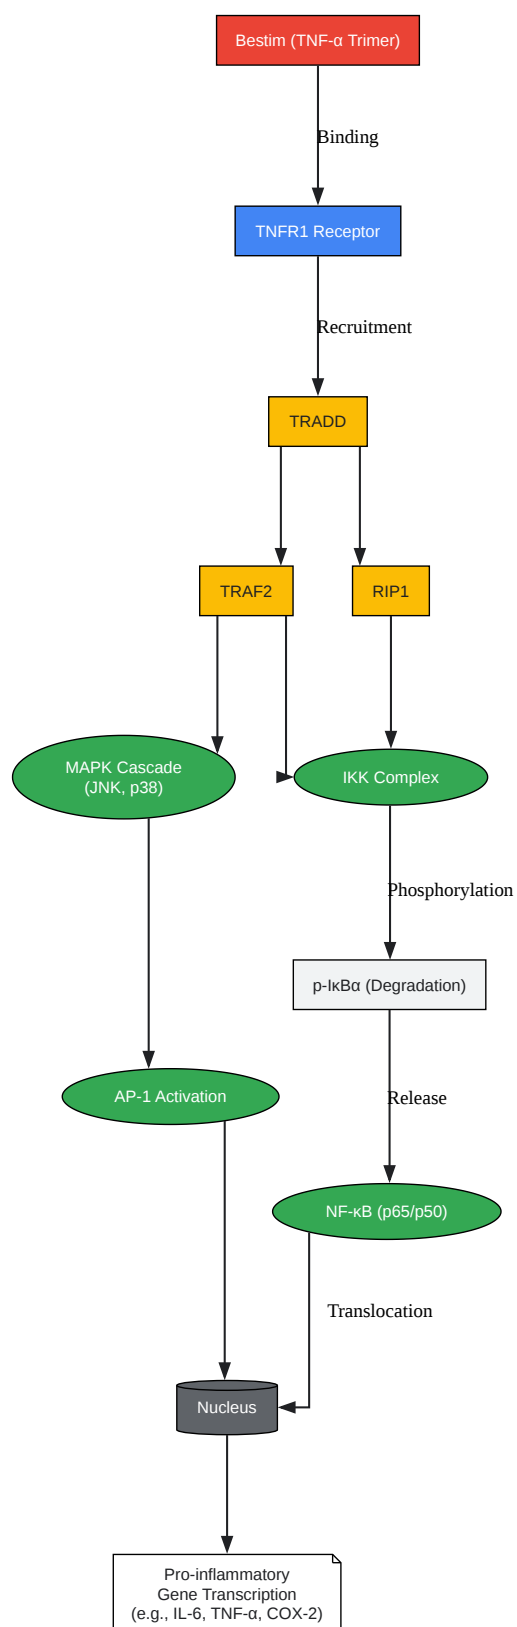 Bestim (TNF-α Trimer)
Binding
TNFR1 Receptor
Recruitment
TRADD
TRAF2
RIP1
MAPK Cascade
(JNK, p38)
IKK Complex
Phosphorylation
p-IκBα (Degradation)
Release
AP-1 Activation
NF-κB (p65/p50)
Translocation
Nucleus
Pro-inflammatory
Gene Transcription
(e.g., IL-6, TNF-α, COX-2)